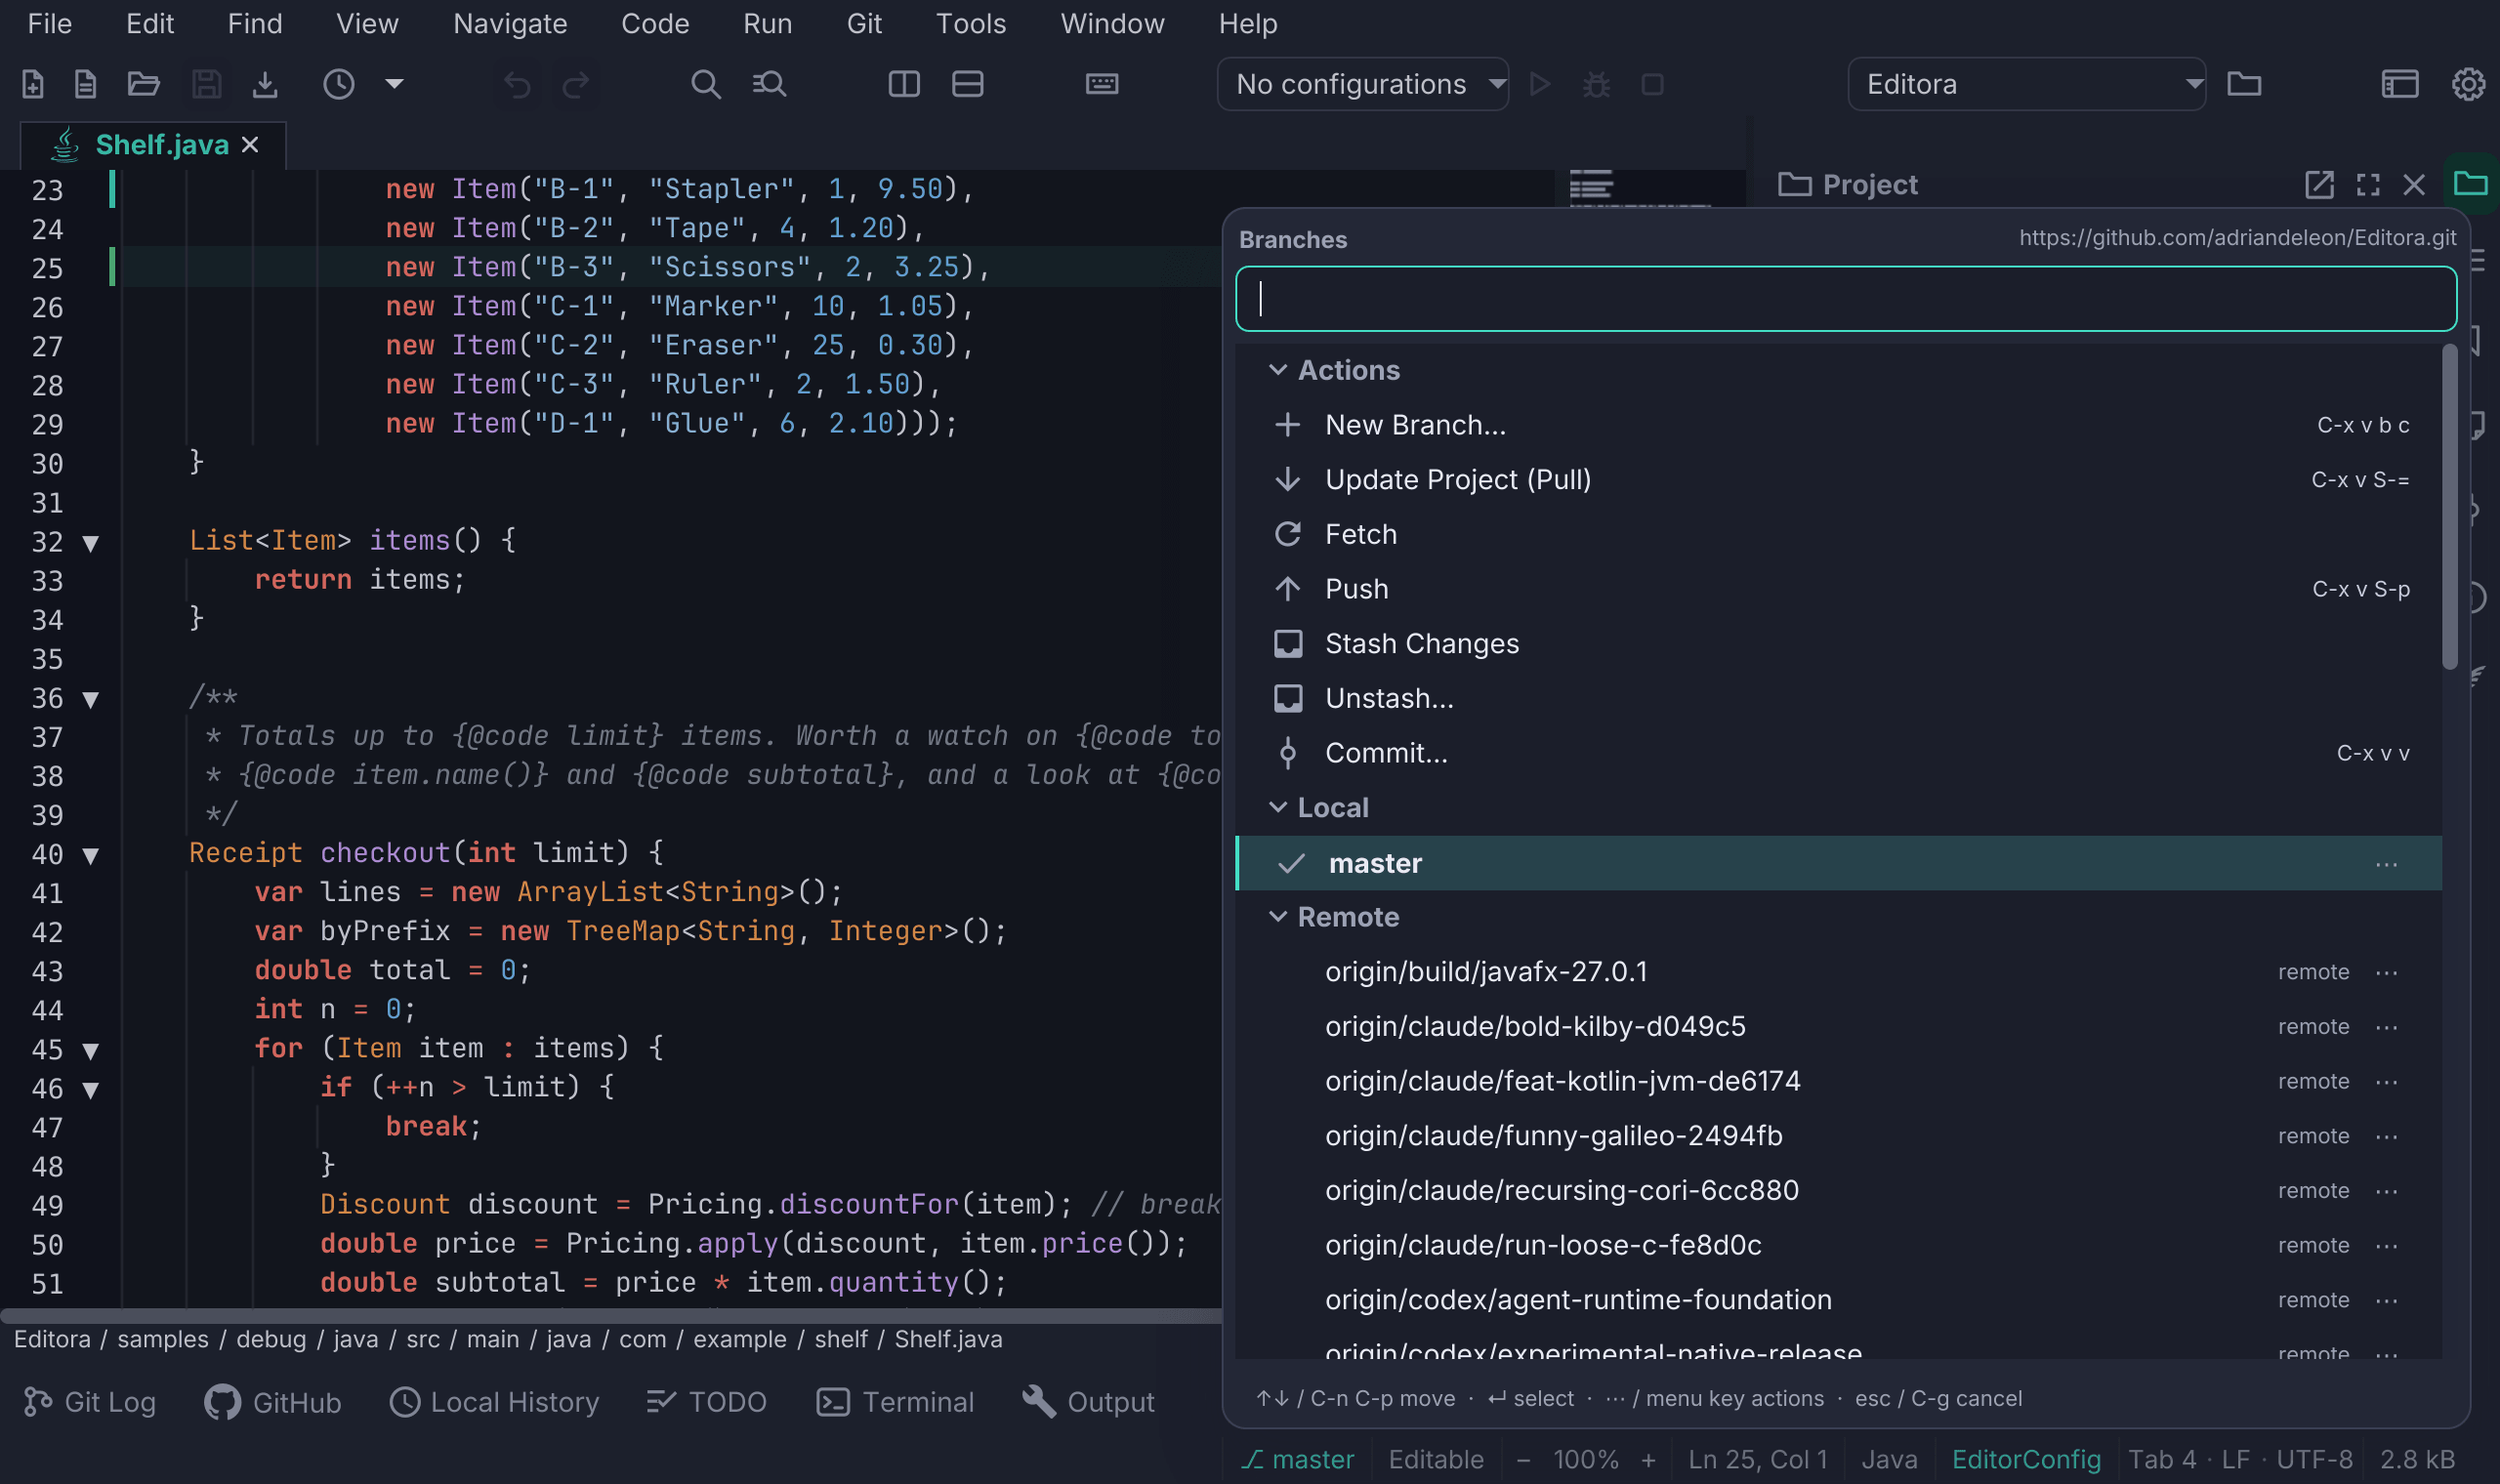 File Edit Find View Navigate Code Run Git Tools Window Help
No configurations
Editora
Shelf.java
Project
23 new Item("B-1", "Stapler", 1, 9.50),
24 new Item("B-2", "Tape", 4, 1.20),
25 new Item("B-3", "Scissors", 2, 3.25),
26 new Item("C-1", "Marker", 10, 1.05),
27 new Item("C-2", "Eraser", 25, 0.30),
28 new Item("C-3", "Ruler", 2, 1.50),
29 new Item("D-1", "Glue", 6, 2.10)));
30 }
31
32 List<Item> items() {
33 return items;
34 }
35
36 /**
37 * Totals up to {@code limit} items. Worth a watch on {@code to
38 * {@code item.name()} and {@code subtotal}, and a look at {@co
39 */
40 Receipt checkout(int limit) {
41 var lines = new ArrayList<String>();
42 var byPrefix = new TreeMap<String, Integer>();
43 double total = 0;
44 int n = 0;
45 for (Item item : items) {
46 if (++n > limit) {
47 break;
48 }
49 Discount discount = Pricing.discountFor(item); // break
50 double price = Pricing.apply(discount, item.price());
51 double subtotal = price * item.quantity();
Branches https://github.com/adriandeleon/Editora.git
Actions
New Branch... C-x v b c
Update Project (Pull) C-x v S-=
Fetch
Push C-x v S-p
Stash Changes
Unstash...
Commit... C-x v v
Local
master ⋯
Remote
origin/build/javafx-27.0.1 remote ⋯
origin/claude/bold-kilby-d049c5 remote ⋯
origin/claude/feat-kotlin-jvm-de6174 remote ⋯
origin/claude/funny-galileo-2494fb remote ⋯
origin/claude/recursing-cori-6cc880 remote ⋯
origin/claude/run-loose-c-fe8d0c remote ⋯
origin/codex/agent-runtime-foundation remote ⋯
origin/codex/experimental-native-release remote ⋯
↑↓ / C-n C-p move · ↵ select · ⋯ / menu key actions · esc / C-g cancel
Editora / samples / debug / java / src / main / java / com / example / shelf / Shelf.java
Git Log GitHub Local History TODO Terminal Output
master Editable − 100% + Ln 25, Col 1 Java EditorConfig Tab 4 · LF · UTF-8 2.8 kB